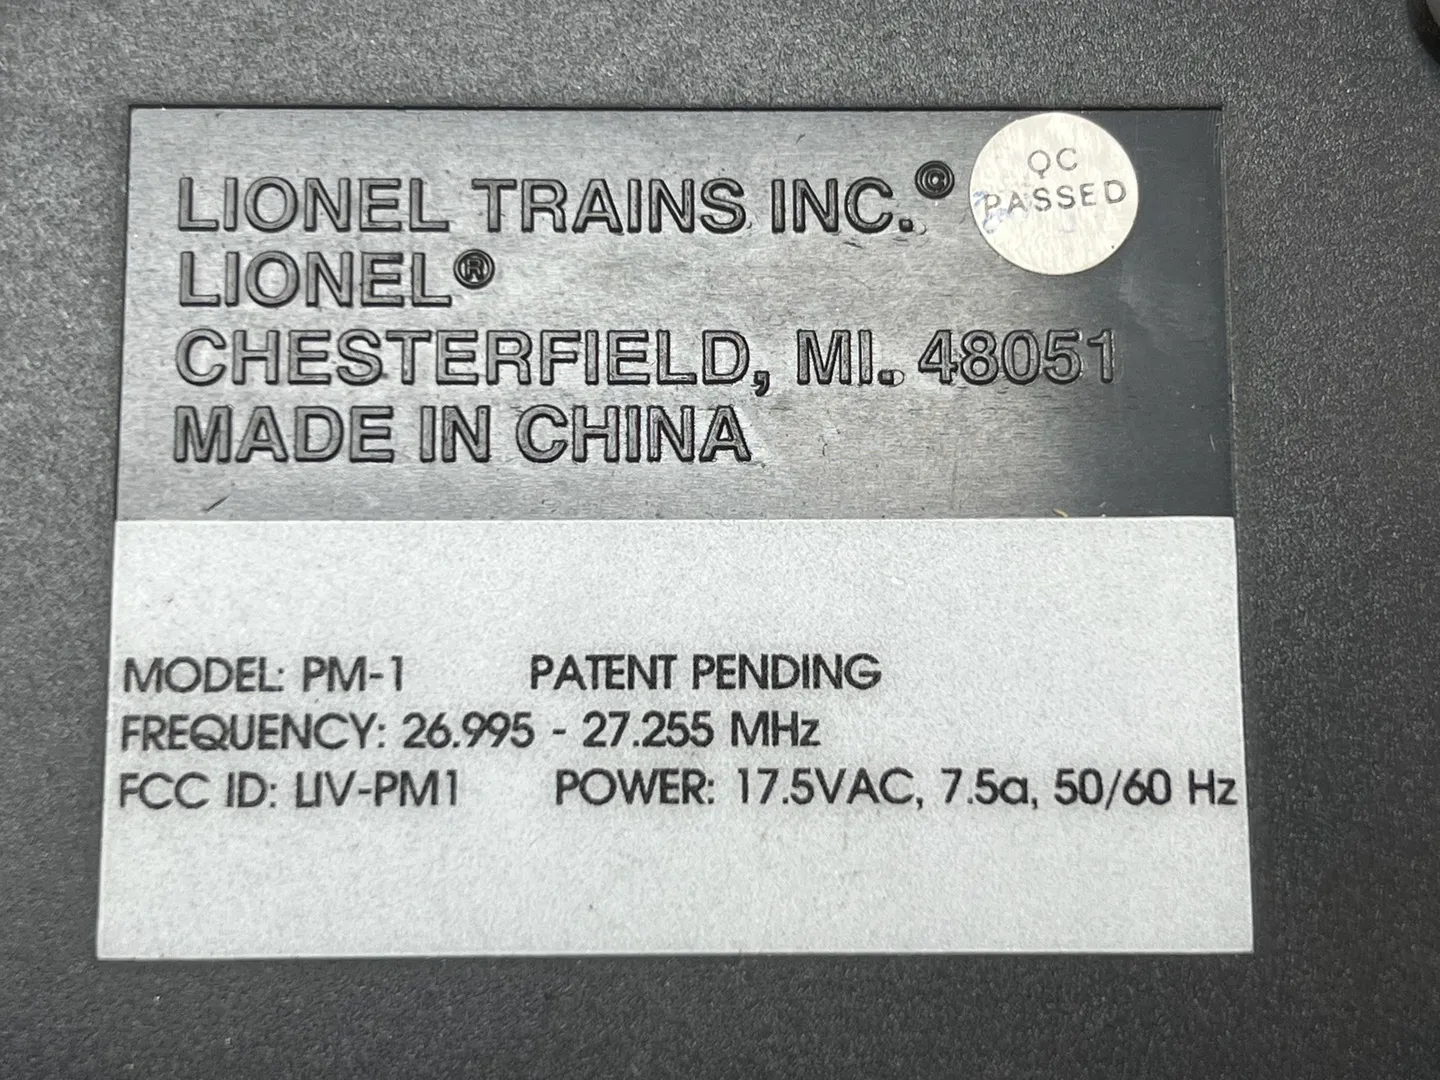 LIONEL TRAINS INC.©
LIONEL®
CHESTERFIELD, MI. 48051
MADE IN CHINA
QC
PASSED
MODEL: PM-1 PATENT PENDING
FREQUENCY: 26.995 - 27.255 MHz
FCC ID: LIV-PM1 POWER: 17.5VAC, 7.5a, 50/60 Hz